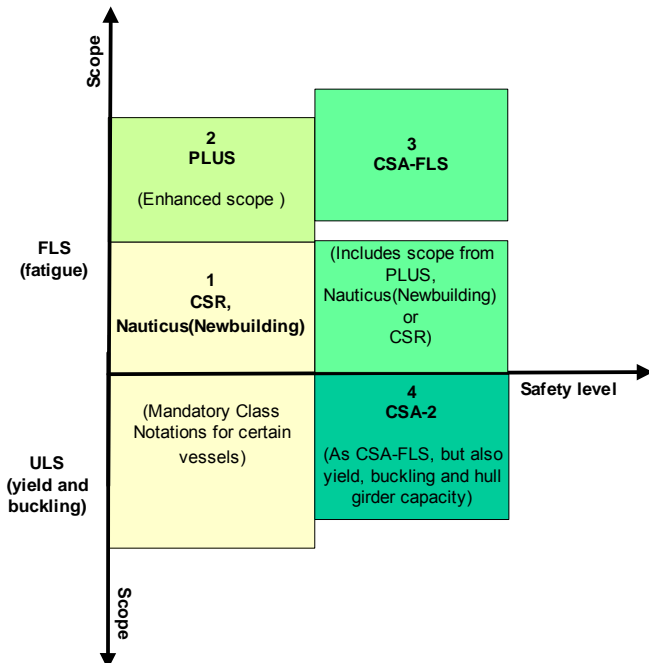 Scope
2
PLUS
(Enhanced scope )
3
CSA-FLS
FLS
(fatigue)
1
CSR,
Nauticus(Newbuilding)
(Includes scope from
PLUS,
Nauticus(Newbuilding)
or
CSR)
Safety level
ULS
(yield and
buckling)
(Mandatory Class
Notations for certain
vessels)
4
CSA-2
(As CSA-FLS, but also
yield, buckling and hull
girder capacity)
Scope